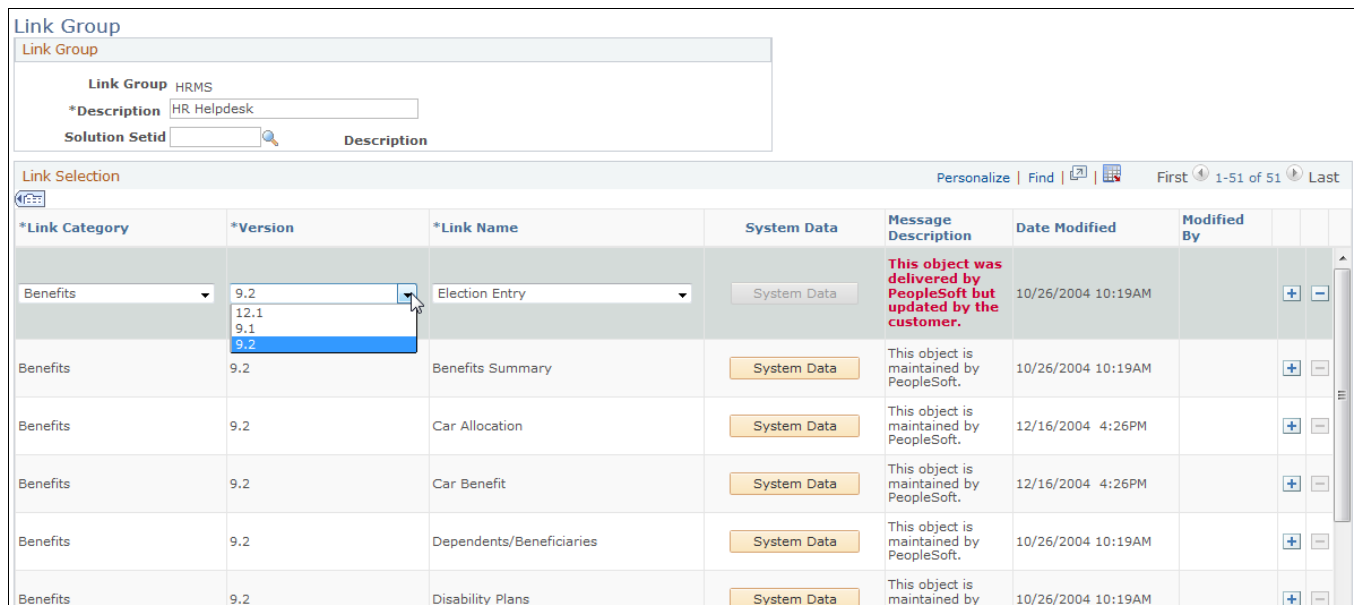 Link Group
Link Group
Link Group HRMS
*Description HR Helpdesk
Solution Setid Description
Link Selection Personalize | Find | | First 1-51 of 51 Last
*Link Category *Version *Link Name System Data Message Description Date Modified Modified By
Benefits 9.2 Election Entry System Data This object was delivered by PeopleSoft but updated by the customer. 10/26/2004 10:19AM
12.1
9.1
9.2
Benefits 9.2 Benefits Summary System Data This object is maintained by PeopleSoft. 10/26/2004 10:19AM
Benefits 9.2 Car Allocation System Data This object is maintained by PeopleSoft. 12/16/2004 4:26PM
Benefits 9.2 Car Benefit System Data This object is maintained by PeopleSoft. 12/16/2004 4:26PM
Benefits 9.2 Dependents/Beneficiaries System Data This object is maintained by PeopleSoft. 10/26/2004 10:19AM
Benefits 9.2 Disability Plans System Data This object is maintained by 10/26/2004 10:19AM